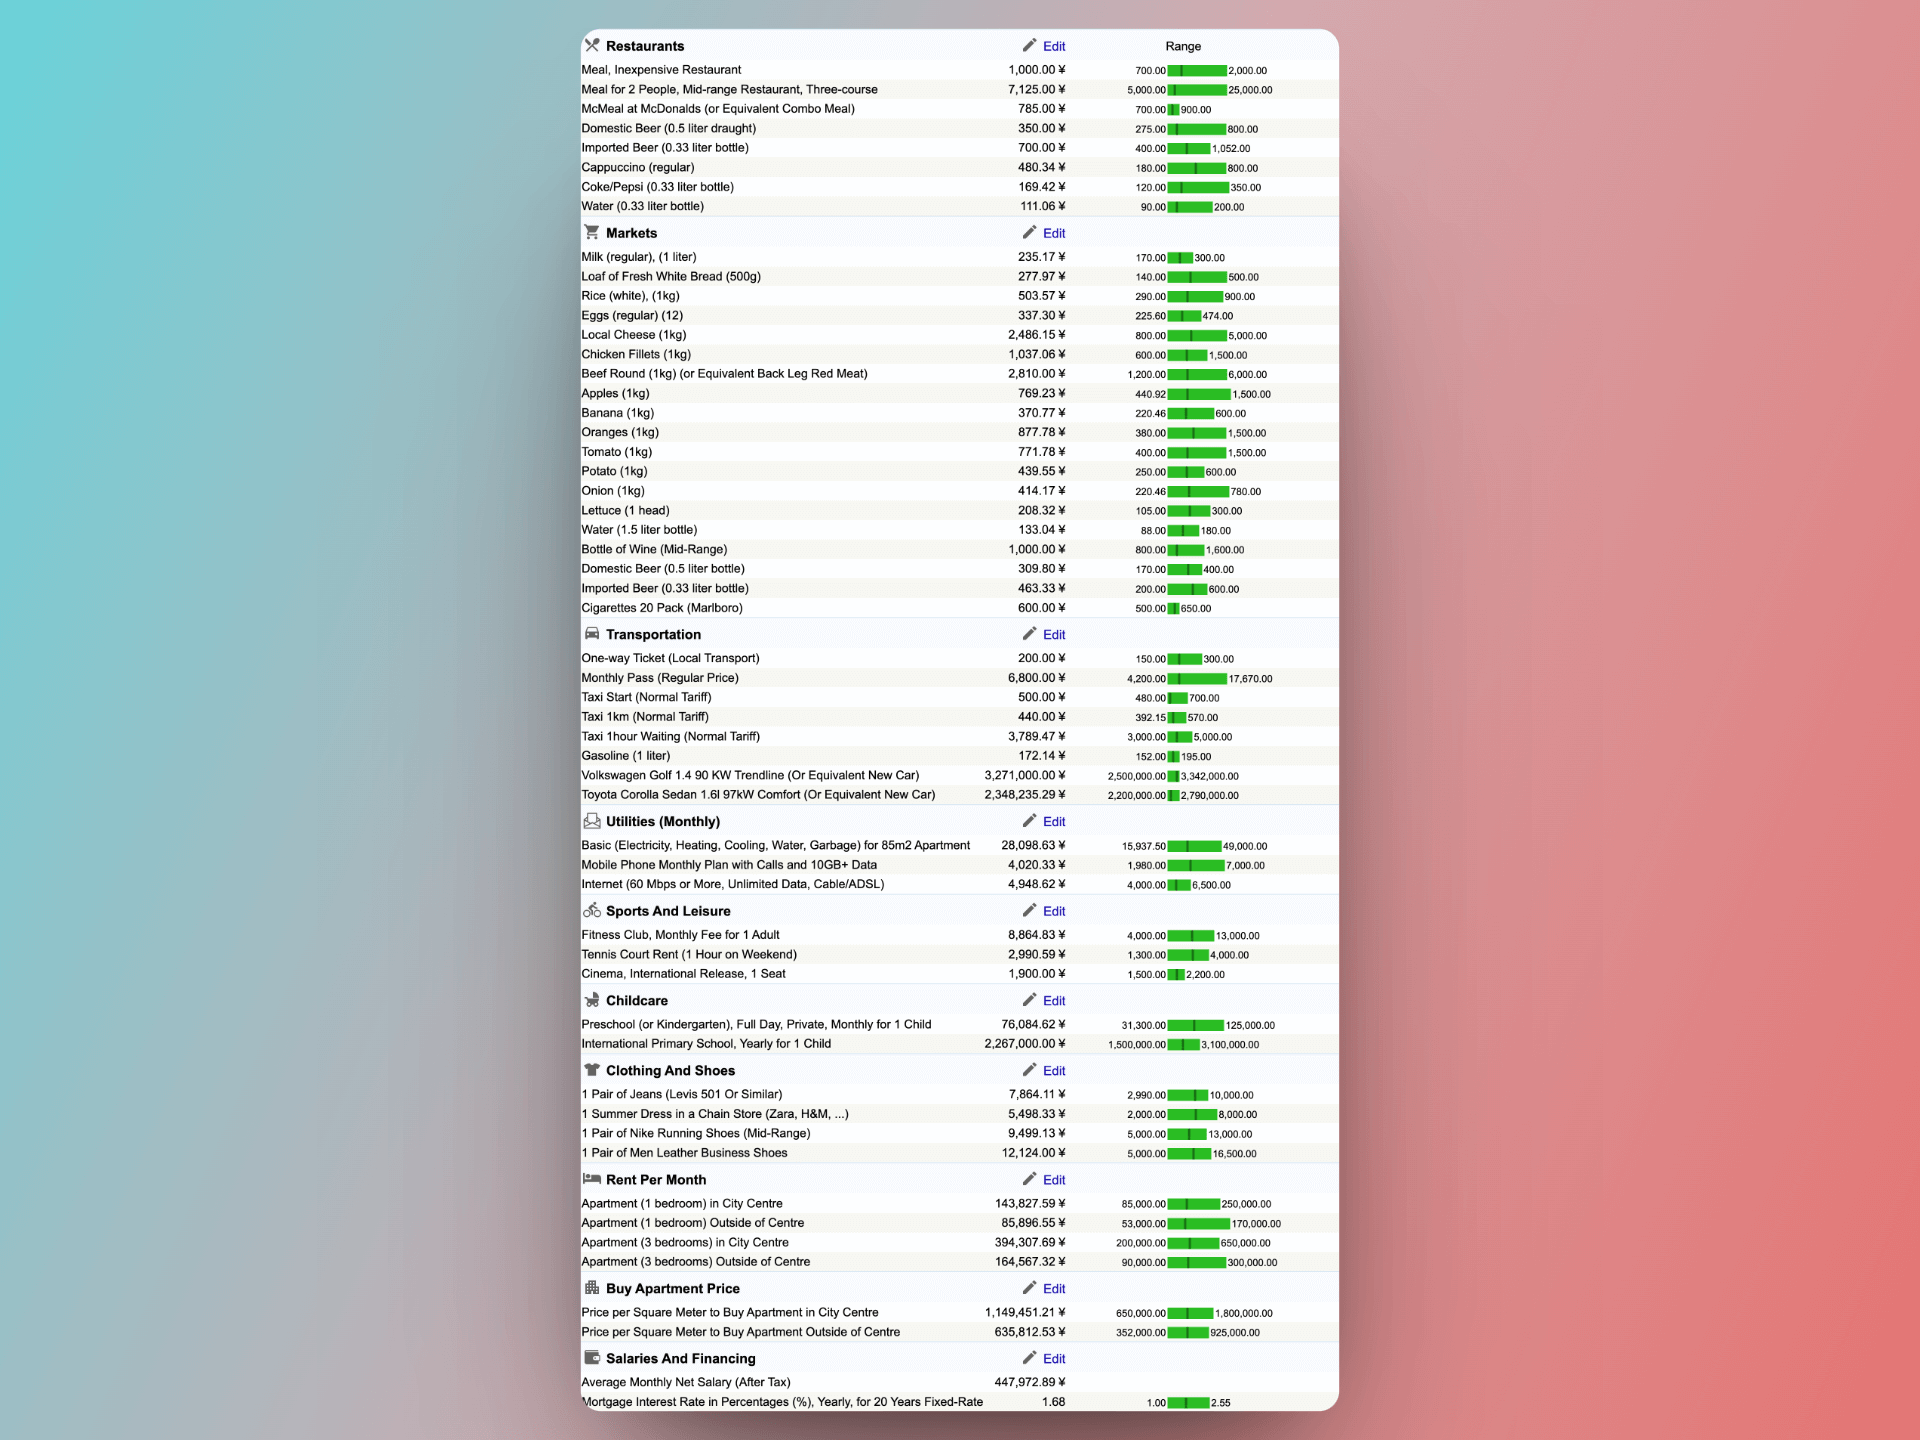 Restaurants Edit Range
Meal, Inexpensive Restaurant 1,000.00 ¥ 700.00 2,000.00
Meal for 2 People, Mid-range Restaurant, Three-course 7,125.00 ¥ 5,000.00 25,000.00
McMeal at McDonalds (or Equivalent Combo Meal) 785.00 ¥ 700.00 900.00
Domestic Beer (0.5 liter draught) 350.00 ¥ 275.00 800.00
Imported Beer (0.33 liter bottle) 700.00 ¥ 400.00 1,052.00
Cappuccino (regular) 480.34 ¥ 180.00 800.00
Coke/Pepsi (0.33 liter bottle) 169.42 ¥ 120.00 350.00
Water (0.33 liter bottle) 111.06 ¥ 90.00 200.00
Markets Edit
Milk (regular), (1 liter) 235.17 ¥ 170.00 300.00
Loaf of Fresh White Bread (500g) 277.97 ¥ 140.00 500.00
Rice (white), (1kg) 503.57 ¥ 290.00 900.00
Eggs (regular) (12) 337.30 ¥ 225.60 474.00
Local Cheese (1kg) 2,486.15 ¥ 800.00 5,000.00
Chicken Fillets (1kg) 1,037.06 ¥ 600.00 1,500.00
Beef Round (1kg) (or Equivalent Back Leg Red Meat) 2,810.00 ¥ 1,200.00 6,000.00
Apples (1kg) 769.23 ¥ 440.92 1,500.00
Banana (1kg) 370.77 ¥ 220.46 600.00
Oranges (1kg) 877.78 ¥ 380.00 1,500.00
Tomato (1kg) 771.78 ¥ 400.00 1,500.00
Potato (1kg) 439.55 ¥ 250.00 600.00
Onion (1kg) 414.17 ¥ 220.46 780.00
Lettuce (1 head) 208.32 ¥ 105.00 300.00
Water (1.5 liter bottle) 133.04 ¥ 88.00 180.00
Bottle of Wine (Mid-Range) 1,000.00 ¥ 800.00 1,600.00
Domestic Beer (0.5 liter bottle) 309.80 ¥ 170.00 400.00
Imported Beer (0.33 liter bottle) 463.33 ¥ 200.00 600.00
Cigarettes 20 Pack (Marlboro) 600.00 ¥ 500.00 650.00
Transportation Edit
One-way Ticket (Local Transport) 200.00 ¥ 150.00 300.00
Monthly Pass (Regular Price) 6,800.00 ¥ 4,200.00 17,670.00
Taxi Start (Normal Tariff) 500.00 ¥ 480.00 700.00
Taxi 1km (Normal Tariff) 440.00 ¥ 392.15 570.00
Taxi 1hour Waiting (Normal Tariff) 3,789.47 ¥ 3,000.00 5,000.00
Gasoline (1 liter) 172.14 ¥ 152.00 195.00
Volkswagen Golf 1.4 90 KW Trendline (Or Equivalent New Car) 3,271,000.00 ¥ 2,500,000.00 3,342,000.00
Toyota Corolla Sedan 1.6l 97kW Comfort (Or Equivalent New Car) 2,348,235.29 ¥ 2,200,000.00 2,790,000.00
Utilities (Monthly) Edit
Basic (Electricity, Heating, Cooling, Water, Garbage) for 85m2 Apartment 28,098.63 ¥ 15,937.50 49,000.00
Mobile Phone Monthly Plan with Calls and 10GB+ Data 4,020.33 ¥ 1,980.00 7,000.00
Internet (60 Mbps or More, Unlimited Data, Cable/ADSL) 4,948.62 ¥ 4,000.00 6,500.00
Sports And Leisure Edit
Fitness Club, Monthly Fee for 1 Adult 8,864.83 ¥ 4,000.00 13,000.00
Tennis Court Rent (1 Hour on Weekend) 2,990.59 ¥ 1,300.00 4,000.00
Cinema, International Release, 1 Seat 1,900.00 ¥ 1,500.00 2,200.00
Childcare Edit
Preschool (or Kindergarten), Full Day, Private, Monthly for 1 Child 76,084.62 ¥ 31,300.00 125,000.00
International Primary School, Yearly for 1 Child 2,267,000.00 ¥ 1,500,000.00 3,100,000.00
Clothing And Shoes Edit
1 Pair of Jeans (Levis 501 Or Similar) 7,864.11 ¥ 2,990.00 10,000.00
1 Summer Dress in a Chain Store (Zara, H&M, ...) 5,498.33 ¥ 2,000.00 8,000.00
1 Pair of Nike Running Shoes (Mid-Range) 9,499.13 ¥ 5,000.00 13,000.00
1 Pair of Men Leather Business Shoes 12,124.00 ¥ 5,000.00 16,500.00
Rent Per Month Edit
Apartment (1 bedroom) in City Centre 143,827.59 ¥ 85,000.00 250,000.00
Apartment (1 bedroom) Outside of Centre 85,896.55 ¥ 53,000.00 170,000.00
Apartment (3 bedrooms) in City Centre 394,307.69 ¥ 200,000.00 650,000.00
Apartment (3 bedrooms) Outside of Centre 164,567.32 ¥ 90,000.00 300,000.00
Buy Apartment Price Edit
Price per Square Meter to Buy Apartment in City Centre 1,149,451.21 ¥ 650,000.00 1,800,000.00
Price per Square Meter to Buy Apartment Outside of Centre 635,812.53 ¥ 352,000.00 925,000.00
Salaries And Financing Edit
Average Monthly Net Salary (After Tax) 447,972.89 ¥
Mortgage Interest Rate in Percentages (%), Yearly, for 20 Years Fixed-Rate 1.68 1.00 2.55